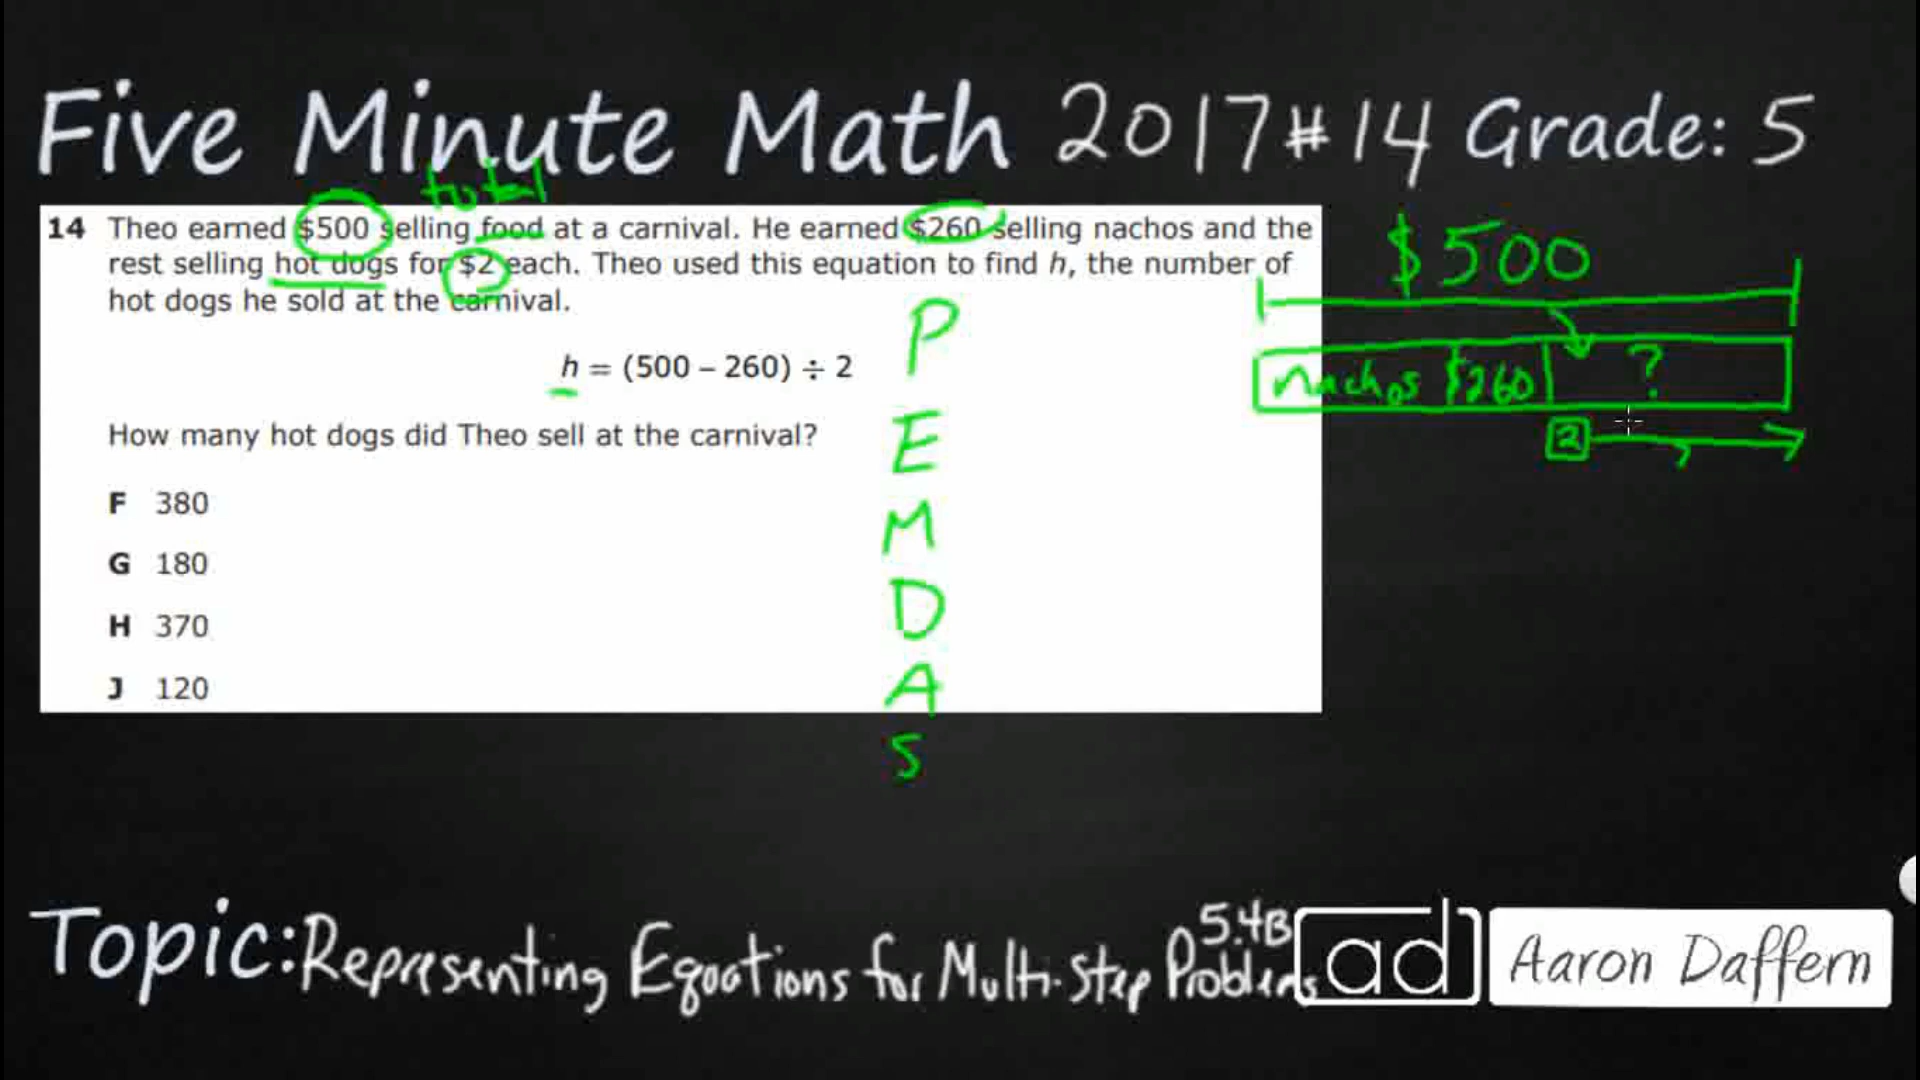 Five Minute Math 2017#14 Grade: 5
total
14 Theo earned $500 selling food at a carnival. He earned $260 selling nachos and the
rest selling hot dogs for $2 each. Theo used this equation to find h, the number of
hot dogs he sold at the carnival.
h = (500 – 260) ÷ 2
How many hot dogs did Theo sell at the carnival?
F 380
G 180
H 370
J 120
P
E
M
D
A
S
$500
nachos $260 ?
2
Topic: Representing Equations for Multi-Step Problems
5.4B
ad
Aaron Daffern